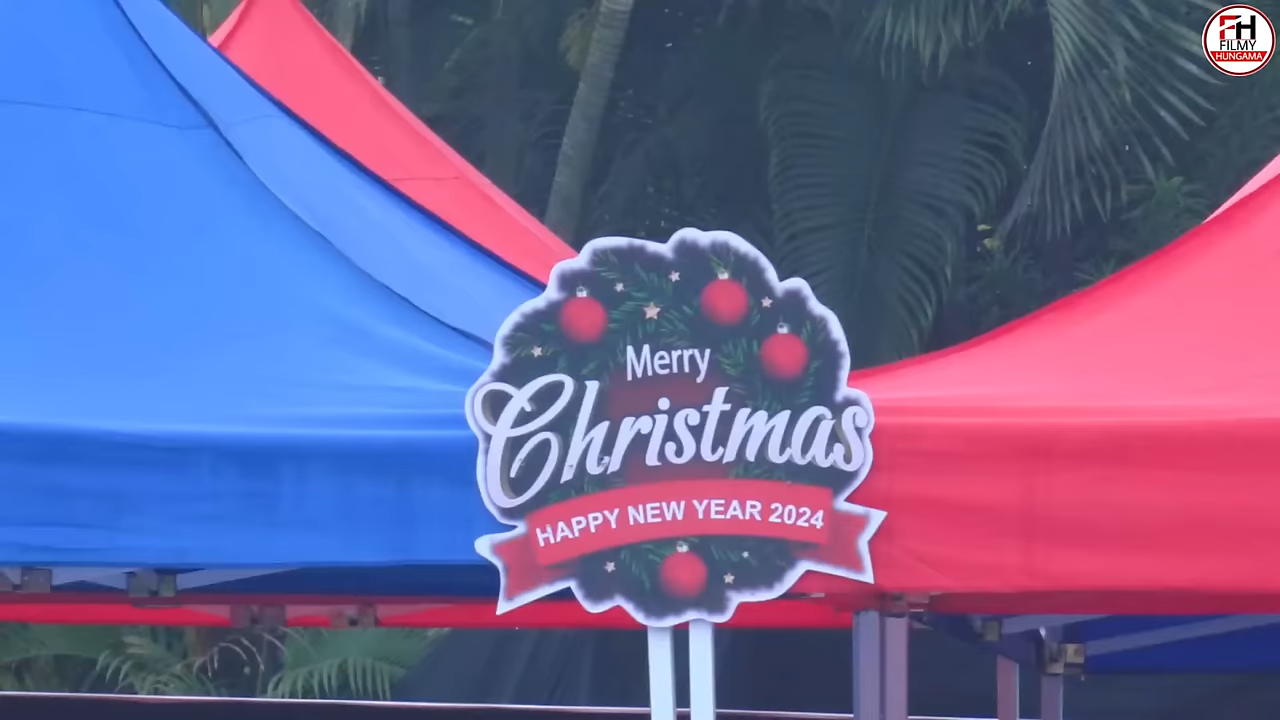 FH
FILMY
HUNGAMA
Merry
Christmas
HAPPY NEW YEAR 2024